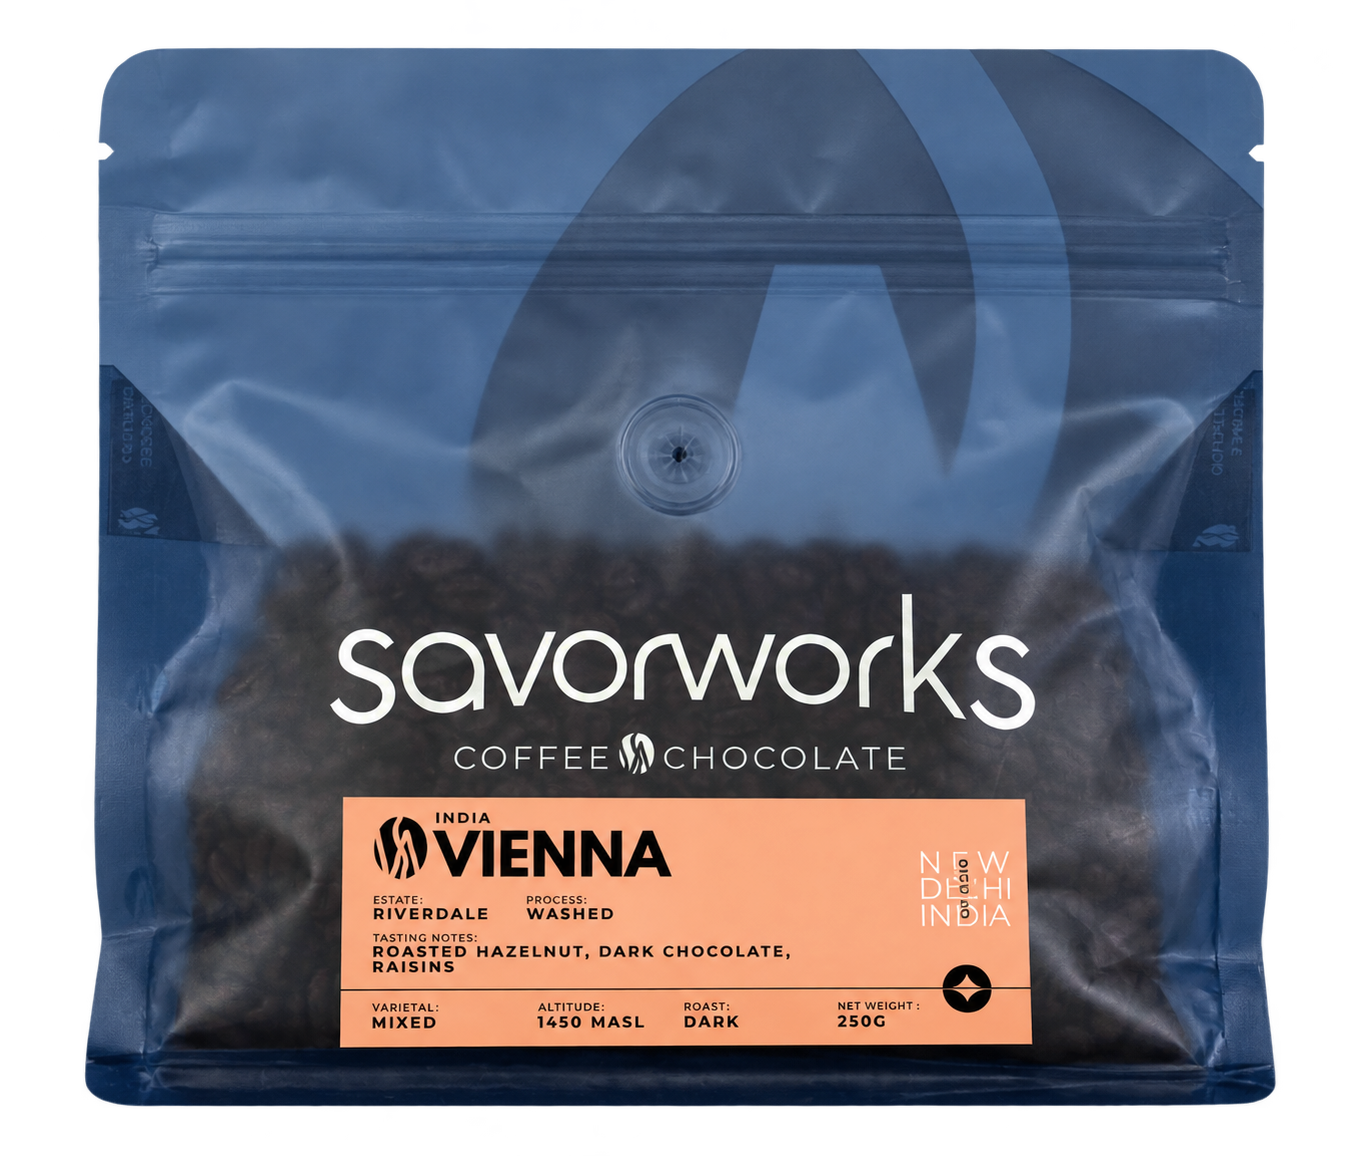 savorworks
COFFEE CHOCOLATE
INDIA
VIENNA
ESTATE: PROCESS:
RIVERDALE WASHED
TASTING NOTES:
ROASTED HAZELNUT, DARK CHOCOLATE,
RAISINS
NEW
DELHI
INDIA
VARIETAL: ALTITUDE: ROAST: NET WEIGHT :
MIXED 1450 MASL DARK 250G